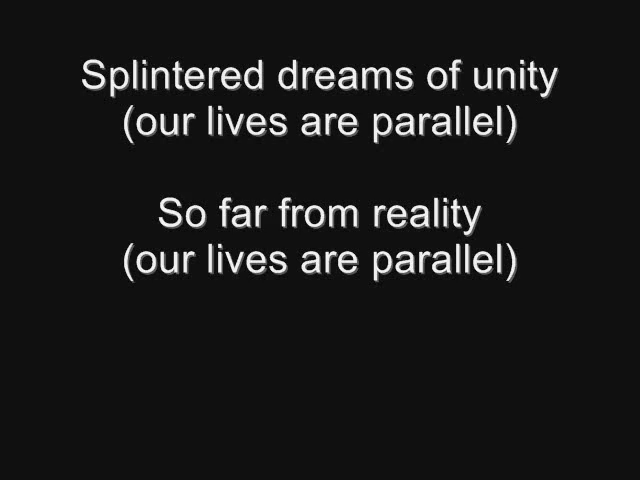 Splintered dreams of unity
(our lives are parallel)
So far from reality
(our lives are parallel)